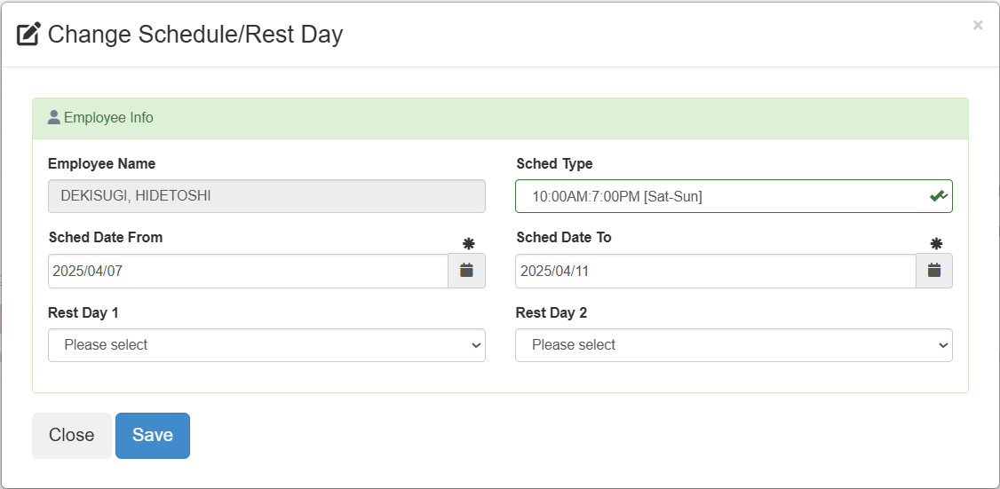 Change Schedule/Rest Day
×
Employee Info
Employee Name
Sched Type
DEKISUGI, HIDETOSHI
10:00AM:7:00PM [Sat-Sun]
Sched Date From
Sched Date To
2025/04/07
2025/04/11
Rest Day 1
Rest Day 2
Please select
Please select
Close
Save